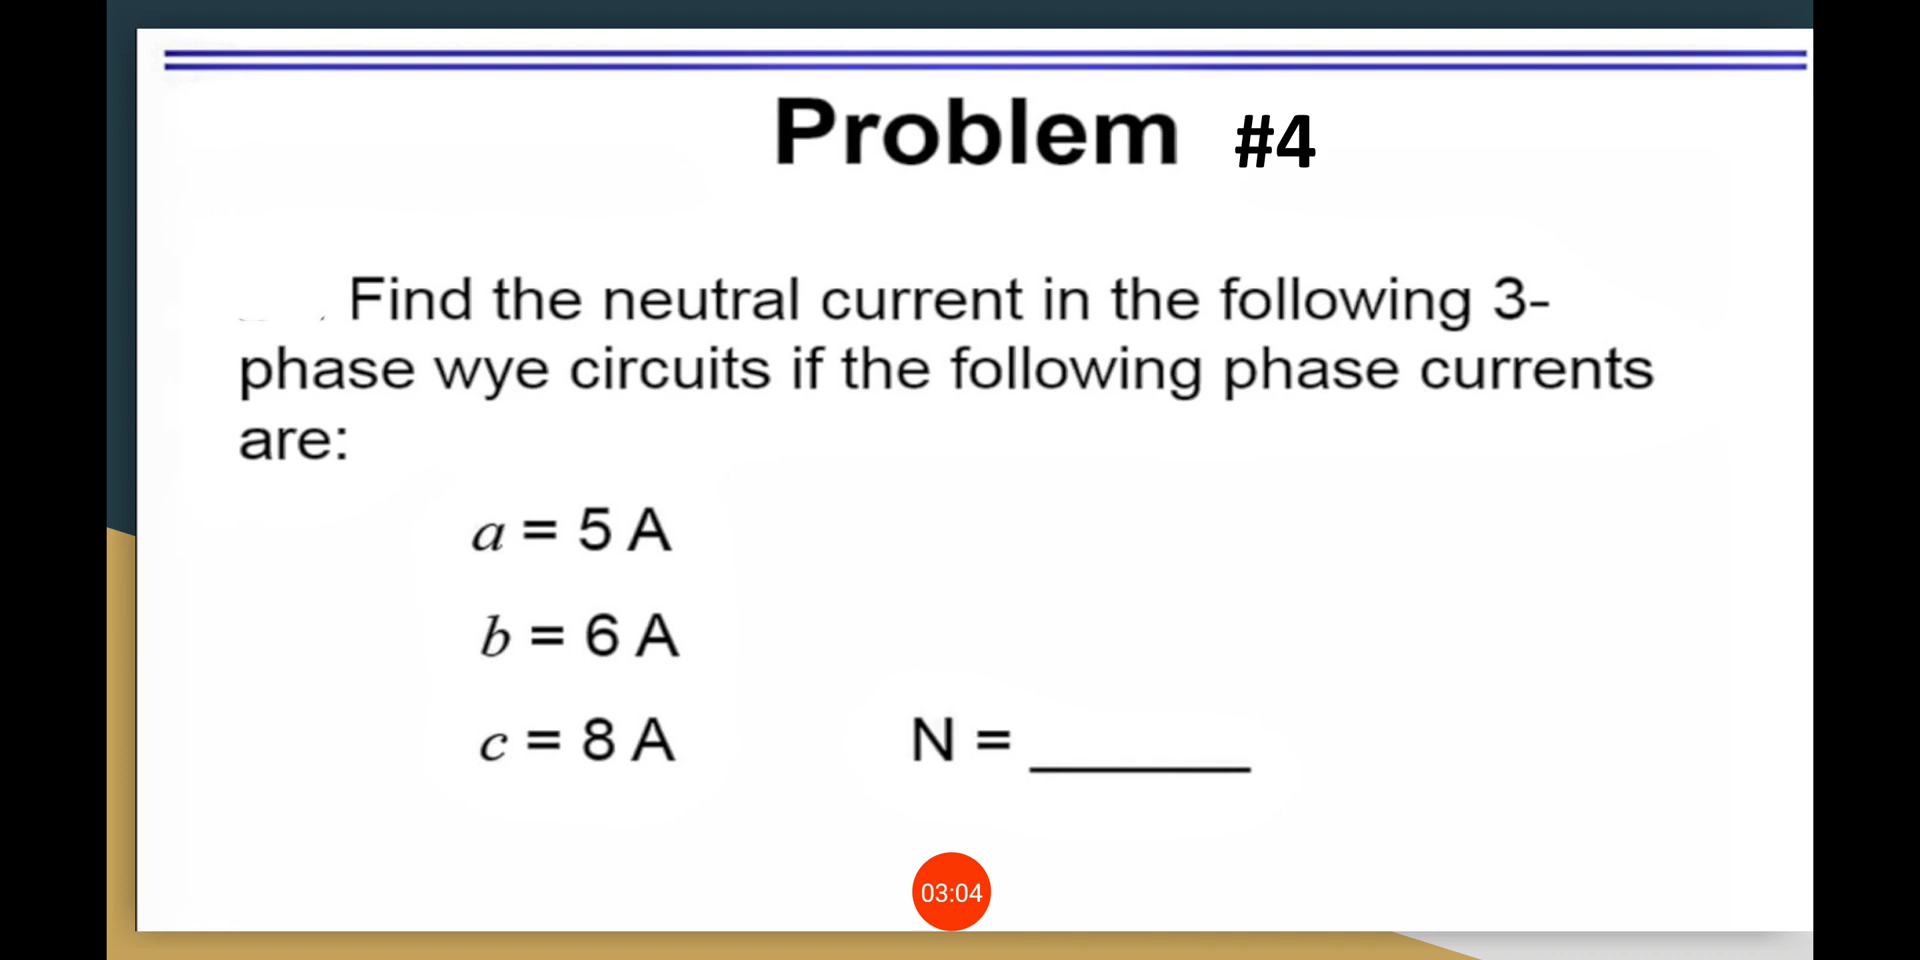 Problem #4
Find the neutral current in the following 3-
phase wye circuits if the following phase currents
are:
a = 5 A
b = 6 A
c = 8 A N = ______
03:04